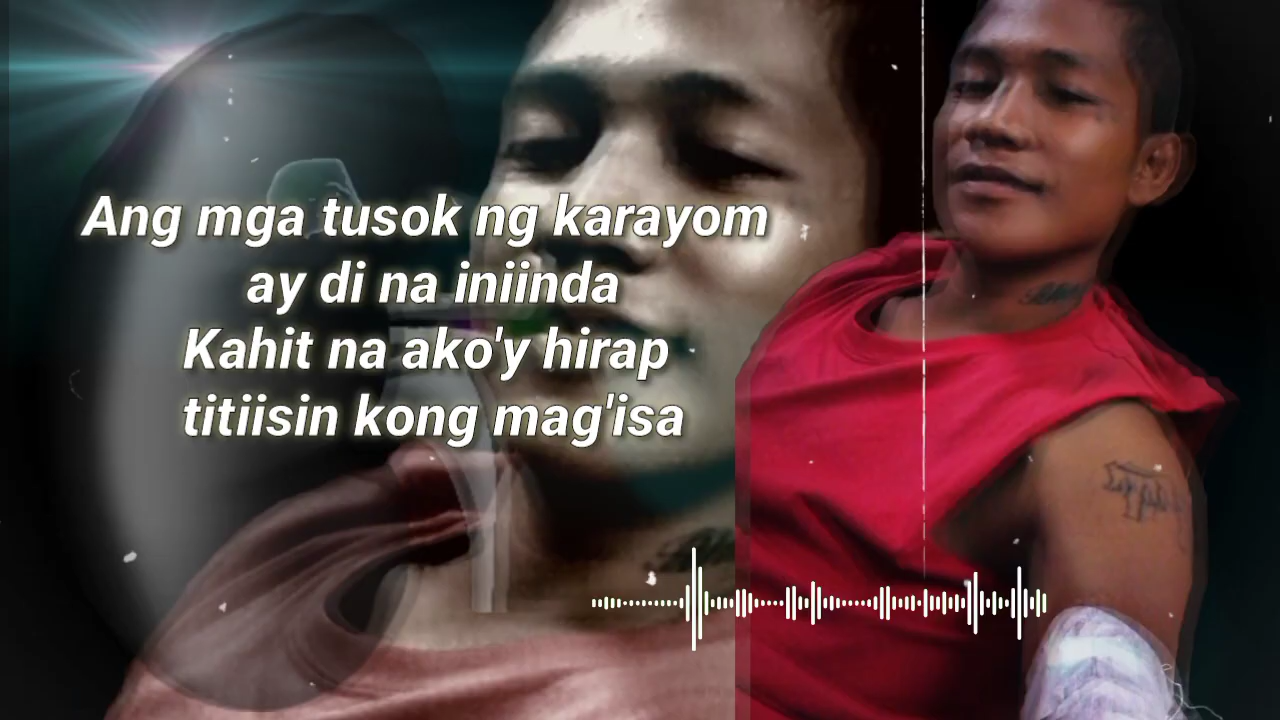 Ang mga tusok ng karayom
ay di na iniinda
Kahit na ako'y hirap
titiisin kong mag'isa